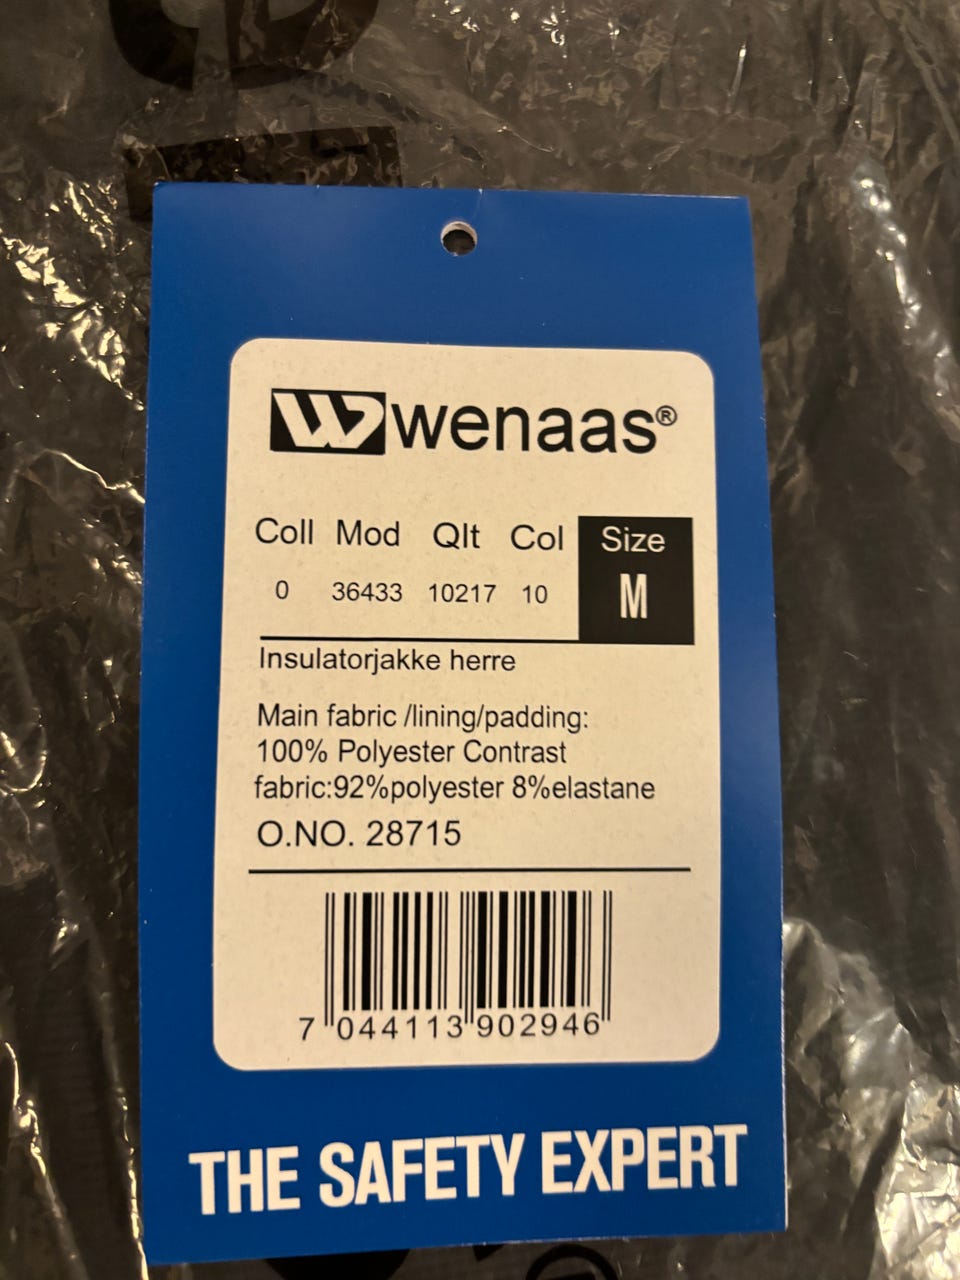 wenaas®
Coll Mod Qlt Col Size
0 36433 10217 10 M
Insulatorjakke herre
Main fabric /lining/padding:
100% Polyester Contrast
fabric:92%polyester 8%elastane
O.NO. 28715
7 044113 902946
THE SAFETY EXPERT